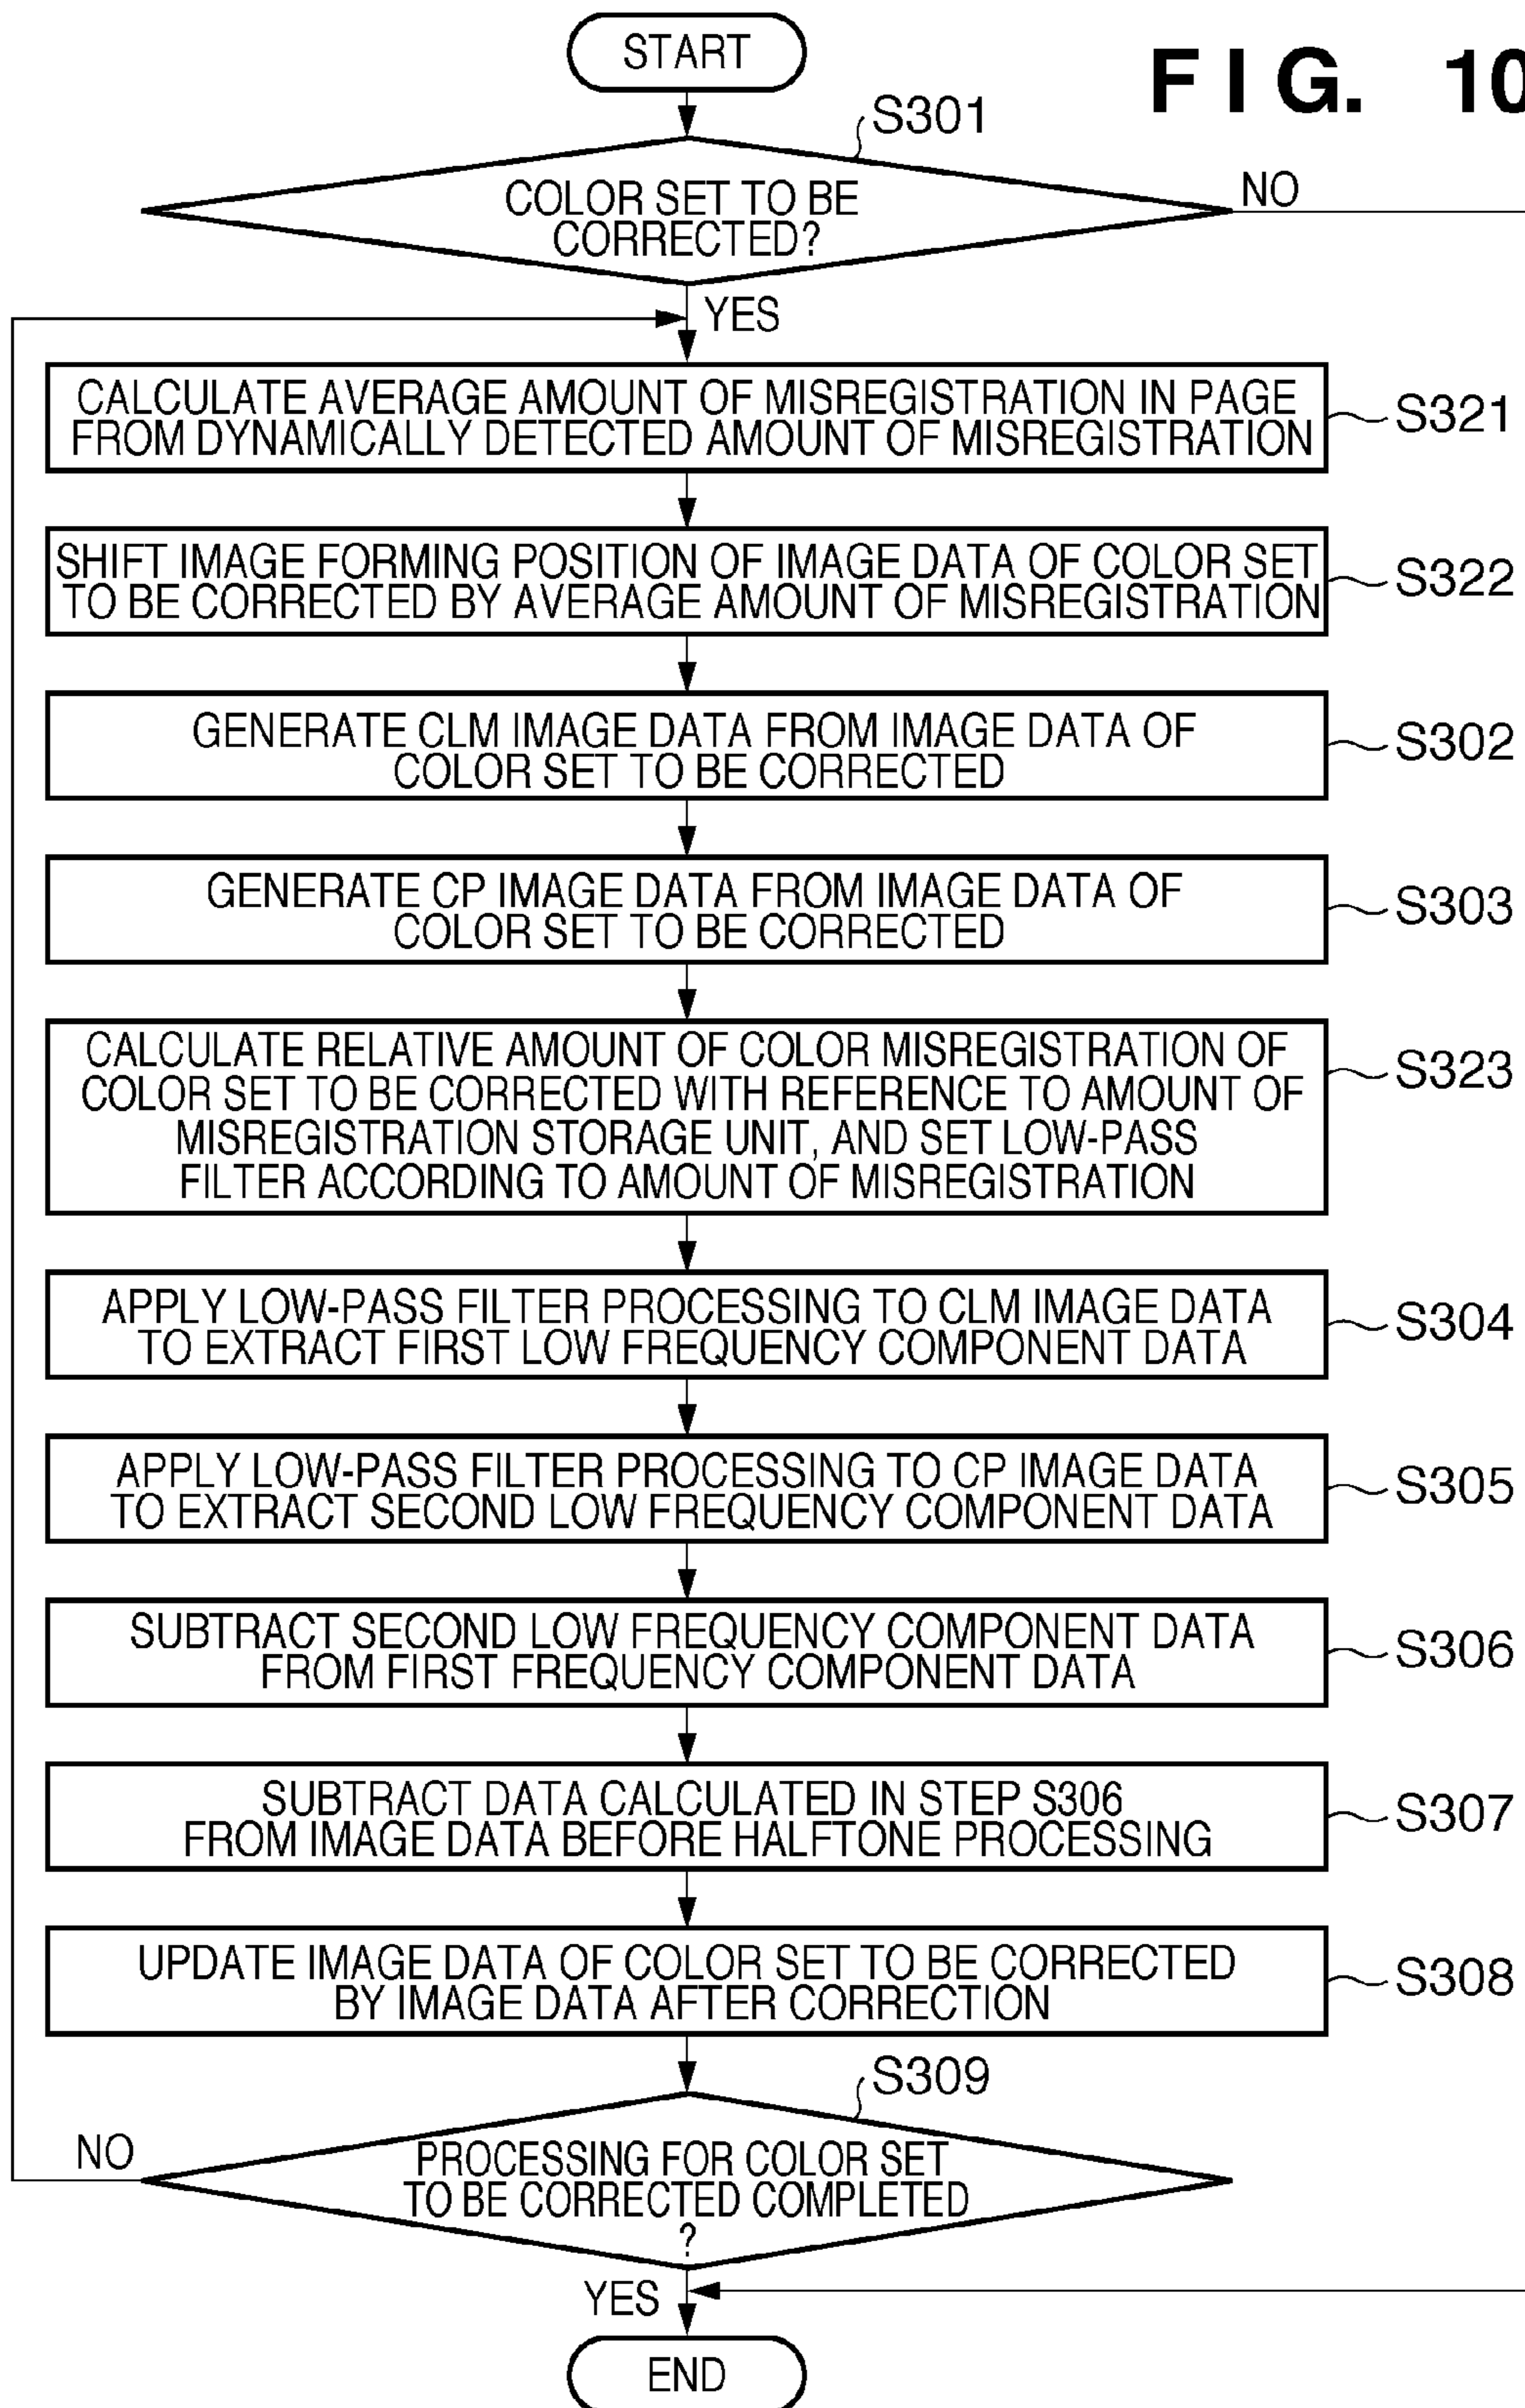 START
FIG. 10
S301
COLOR SET TO BE
CORRECTED?
NO
YES
CALCULATE AVERAGE AMOUNT OF MISREGISTRATION IN PAGE
FROM DYNAMICALLY DETECTED AMOUNT OF MISREGISTRATION
S321
SHIFT IMAGE FORMING POSITION OF IMAGE DATA OF COLOR SET
TO BE CORRECTED BY AVERAGE AMOUNT OF MISREGISTRATION
S322
GENERATE CLM IMAGE DATA FROM IMAGE DATA OF
COLOR SET TO BE CORRECTED
S302
GENERATE CP IMAGE DATA FROM IMAGE DATA OF
COLOR SET TO BE CORRECTED
S303
CALCULATE RELATIVE AMOUNT OF COLOR MISREGISTRATION OF
COLOR SET TO BE CORRECTED WITH REFERENCE TO AMOUNT OF
MISREGISTRATION STORAGE UNIT, AND SET LOW-PASS
FILTER ACCORDING TO AMOUNT OF MISREGISTRATION
S323
APPLY LOW-PASS FILTER PROCESSING TO CLM IMAGE DATA
TO EXTRACT FIRST LOW FREQUENCY COMPONENT DATA
S304
APPLY LOW-PASS FILTER PROCESSING TO CP IMAGE DATA
TO EXTRACT SECOND LOW FREQUENCY COMPONENT DATA
S305
SUBTRACT SECOND LOW FREQUENCY COMPONENT DATA
FROM FIRST FREQUENCY COMPONENT DATA
S306
SUBTRACT DATA CALCULATED IN STEP S306
FROM IMAGE DATA BEFORE HALFTONE PROCESSING
S307
UPDATE IMAGE DATA OF COLOR SET TO BE CORRECTED
BY IMAGE DATA AFTER CORRECTION
S308
S309
NO
PROCESSING FOR COLOR SET
TO BE CORRECTED COMPLETED
?
YES
END